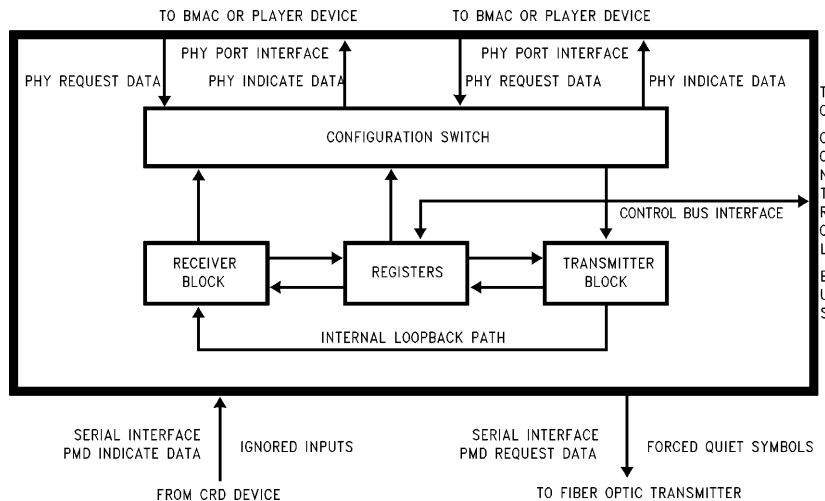 TO BMAC OR PLAYER DEVICE
TO BMAC OR PLAYER DEVICE
PHY PORT INTERFACE
PHY PORT INTERFACE
PHY REQUEST DATA
PHY INDICATE DATA
PHY REQUEST DATA
PHY INDICATE DATA
CONFIGURATION SWITCH
CONTROL BUS INTERFACE
RECEIVER
BLOCK
REGISTERS
TRANSMITTER
BLOCK
INTERNAL LOOPBACK PATH
SERIAL INTERFACE
PMD INDICATE DATA
IGNORED INPUTS
SERIAL INTERFACE
PMD REQUEST DATA
FORCED QUIET SYMBOLS
FROM CRD DEVICE
TO FIBER OPTIC TRANSMITTER